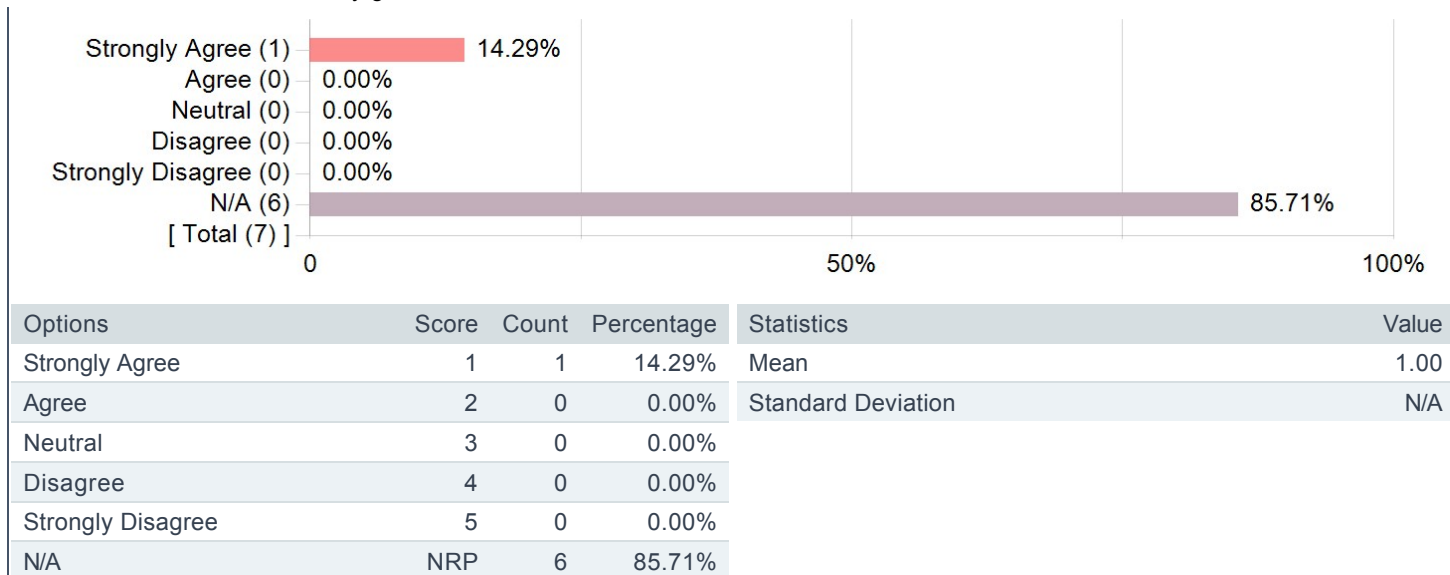 Strongly Agree (1) 14.29%
Agree (0) 0.00%
Neutral (0) 0.00%
Disagree (0) 0.00%
Strongly Disagree (0) 0.00%
N/A (6) 85.71%
[ Total (7) ]
0 50% 100%
Options Score Count Percentage
Strongly Agree 1 1 14.29%
Agree 2 0 0.00%
Neutral 3 0 0.00%
Disagree 4 0 0.00%
Strongly Disagree 5 0 0.00%
N/A NRP 6 85.71%
Statistics Value
Mean 1.00
Standard Deviation N/A